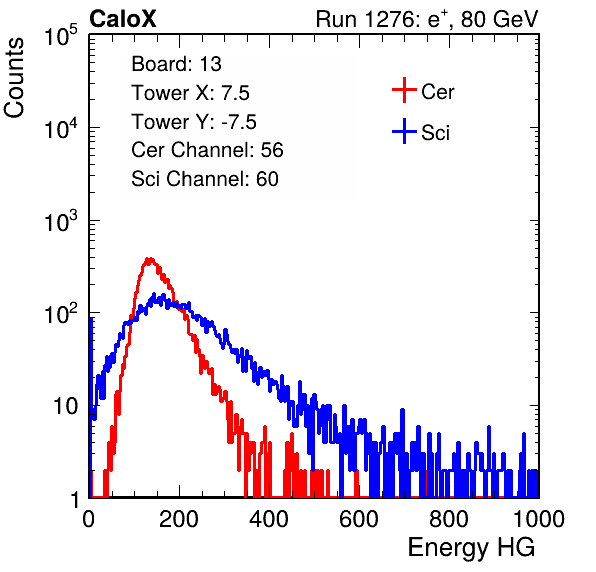 CaloX Run 1276: e⁺, 80 GeV
Counts
Board: 13
Tower X: 7.5
Tower Y: -7.5
Cer Channel: 56
Sci Channel: 60
Cer
Sci
10⁵
10⁴
10³
10²
10
1
0 200 400 600 800 1000
Energy HG